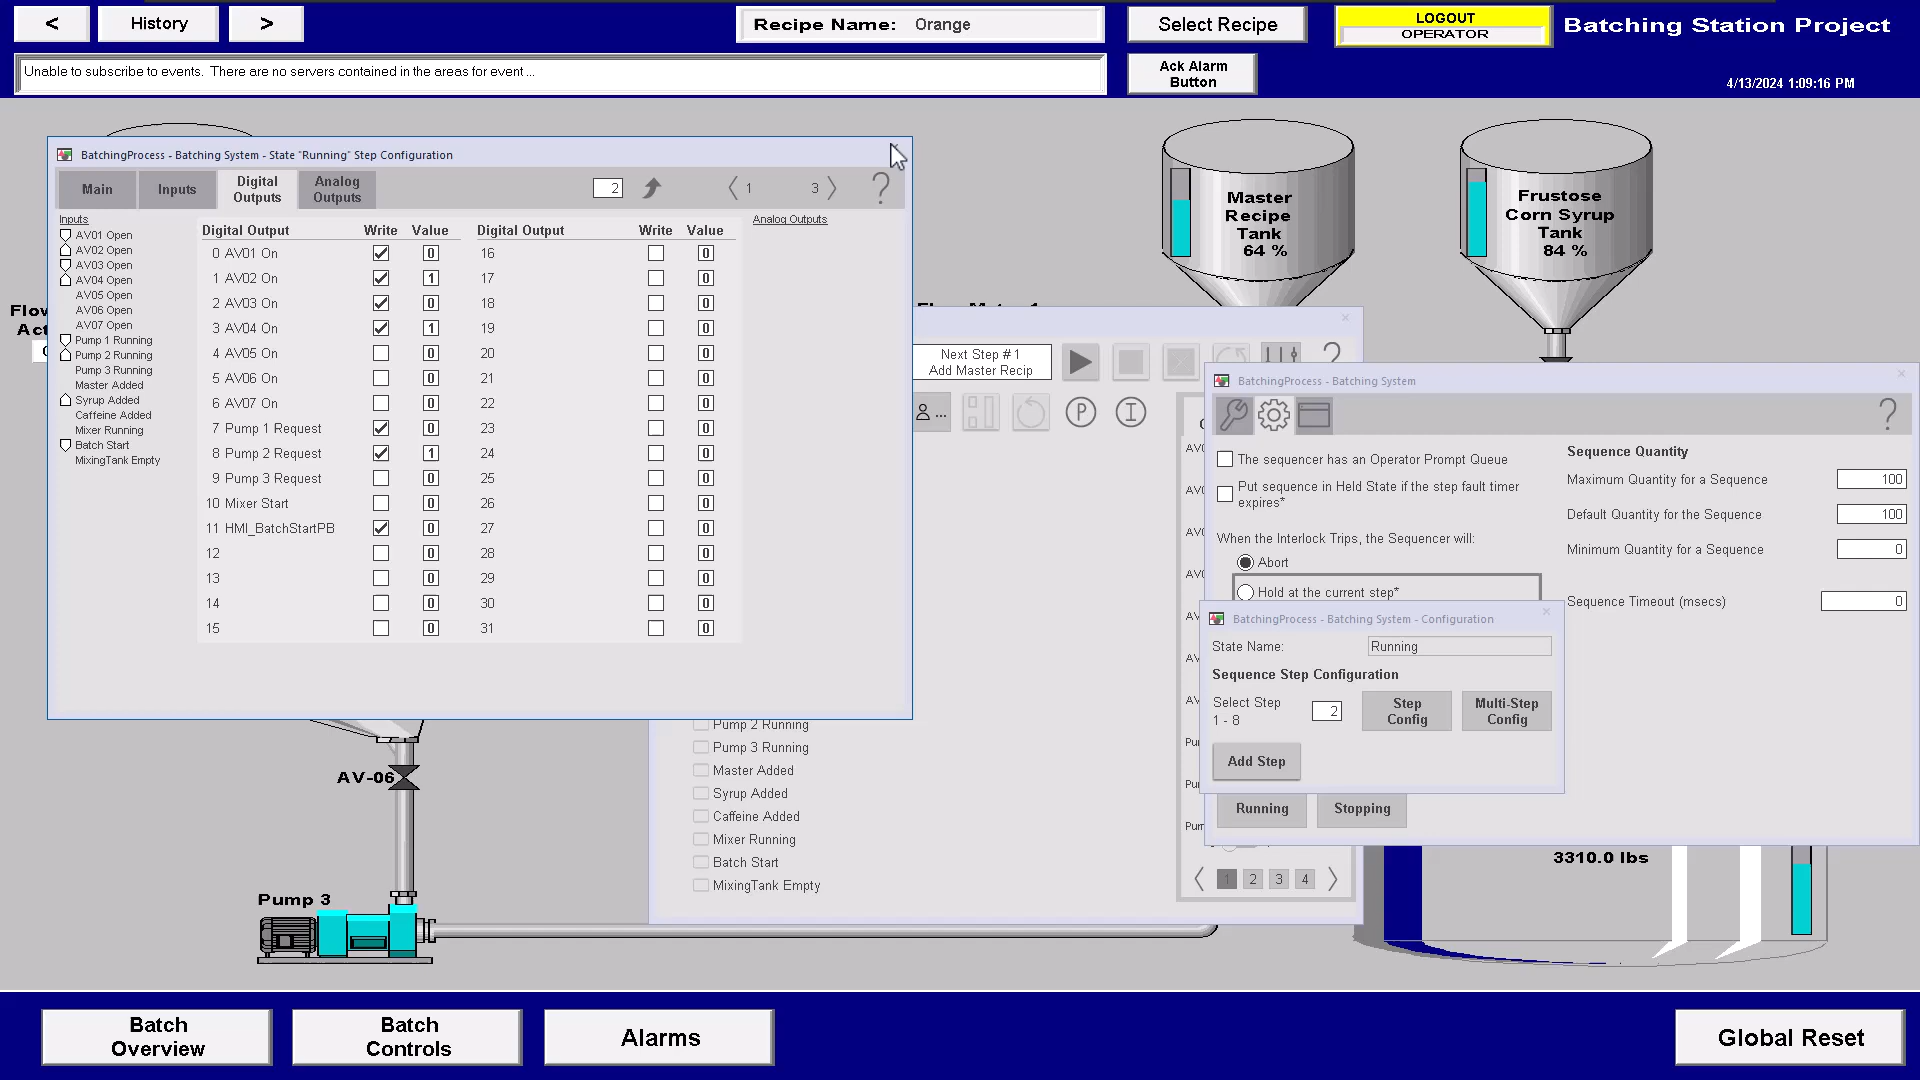 <
History
>
Recipe Name: Orange
Select Recipe
LOGOUT
OPERATOR
Batching Station Project
Unable to subscribe to events. There are no servers contained in the areas for event ...
Ack Alarm
Button
4/13/2024 1:09:16 PM
BatchingProcess - Batching System - State "Running" Step Configuration
Main
Inputs
Digital
Outputs
Analog
Outputs
2
1
3
?
Inputs
AV01 Open
AV02 Open
AV03 Open
AV04 Open
AV05 Open
AV06 Open
AV07 Open
Pump 1 Running
Pump 2 Running
Pump 3 Running
Master Added
Syrup Added
Caffeine Added
Mixer Running
Batch Start
MixingTank Empty
Digital Output Write Value Digital Output Write Value
0 AV01 On 0 16 0
1 AV02 On 1 17 0
2 AV03 On 0 18 0
3 AV04 On 1 19 0
4 AV05 On 0 20 0
5 AV06 On 0 21 0
6 AV07 On 0 22 0
7 Pump 1 Request 0 23 0
8 Pump 2 Request 1 24 0
9 Pump 3 Request 0 25 0
10 Mixer Start 0 26 0
11 HMI_BatchStartPB 0 27 0
12 0 28 0
13 0 29 0
14 0 30 0
15 0 31 0
Analog Outputs
Master
Recipe
Tank
64 %
Frustose
Corn Syrup
Tank
84 %
Flow
Act
Next Step # 1
Add Master Recip
?
...
P
I
Pump 2 Running
Pump 3 Running
Master Added
Syrup Added
Caffeine Added
Mixer Running
Batch Start
MixingTank Empty
1
2
3
4
BatchingProcess - Batching System
?
The sequencer has an Operator Prompt Queue
Put sequence in Held State if the step fault timer
expires*
When the Interlock Trips, the Sequencer will:
Abort
Hold at the current step*
Sequence Quantity
Maximum Quantity for a Sequence 100
Default Quantity for the Sequence 100
Minimum Quantity for a Sequence 0
Sequence Timeout (msecs) 0
BatchingProcess - Batching System - Configuration
State Name: Running
Sequence Step Configuration
Select Step
1 - 8
2
Step
Config
Multi-Step
Config
Add Step
Running
Stopping
3310.0 lbs
AV-06
Pump 3
Batch
Overview
Batch
Controls
Alarms
Global Reset